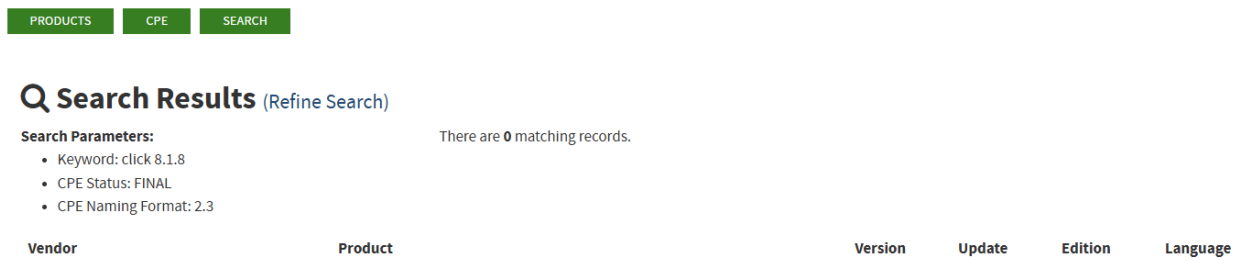 PRODUCTS CPE SEARCH
Search Results (Refine Search)
Search Parameters:
There are 0 matching records.
• Keyword: click 8.1.8
• CPE Status: FINAL
• CPE Naming Format: 2.3
Vendor Product Version Update Edition Language